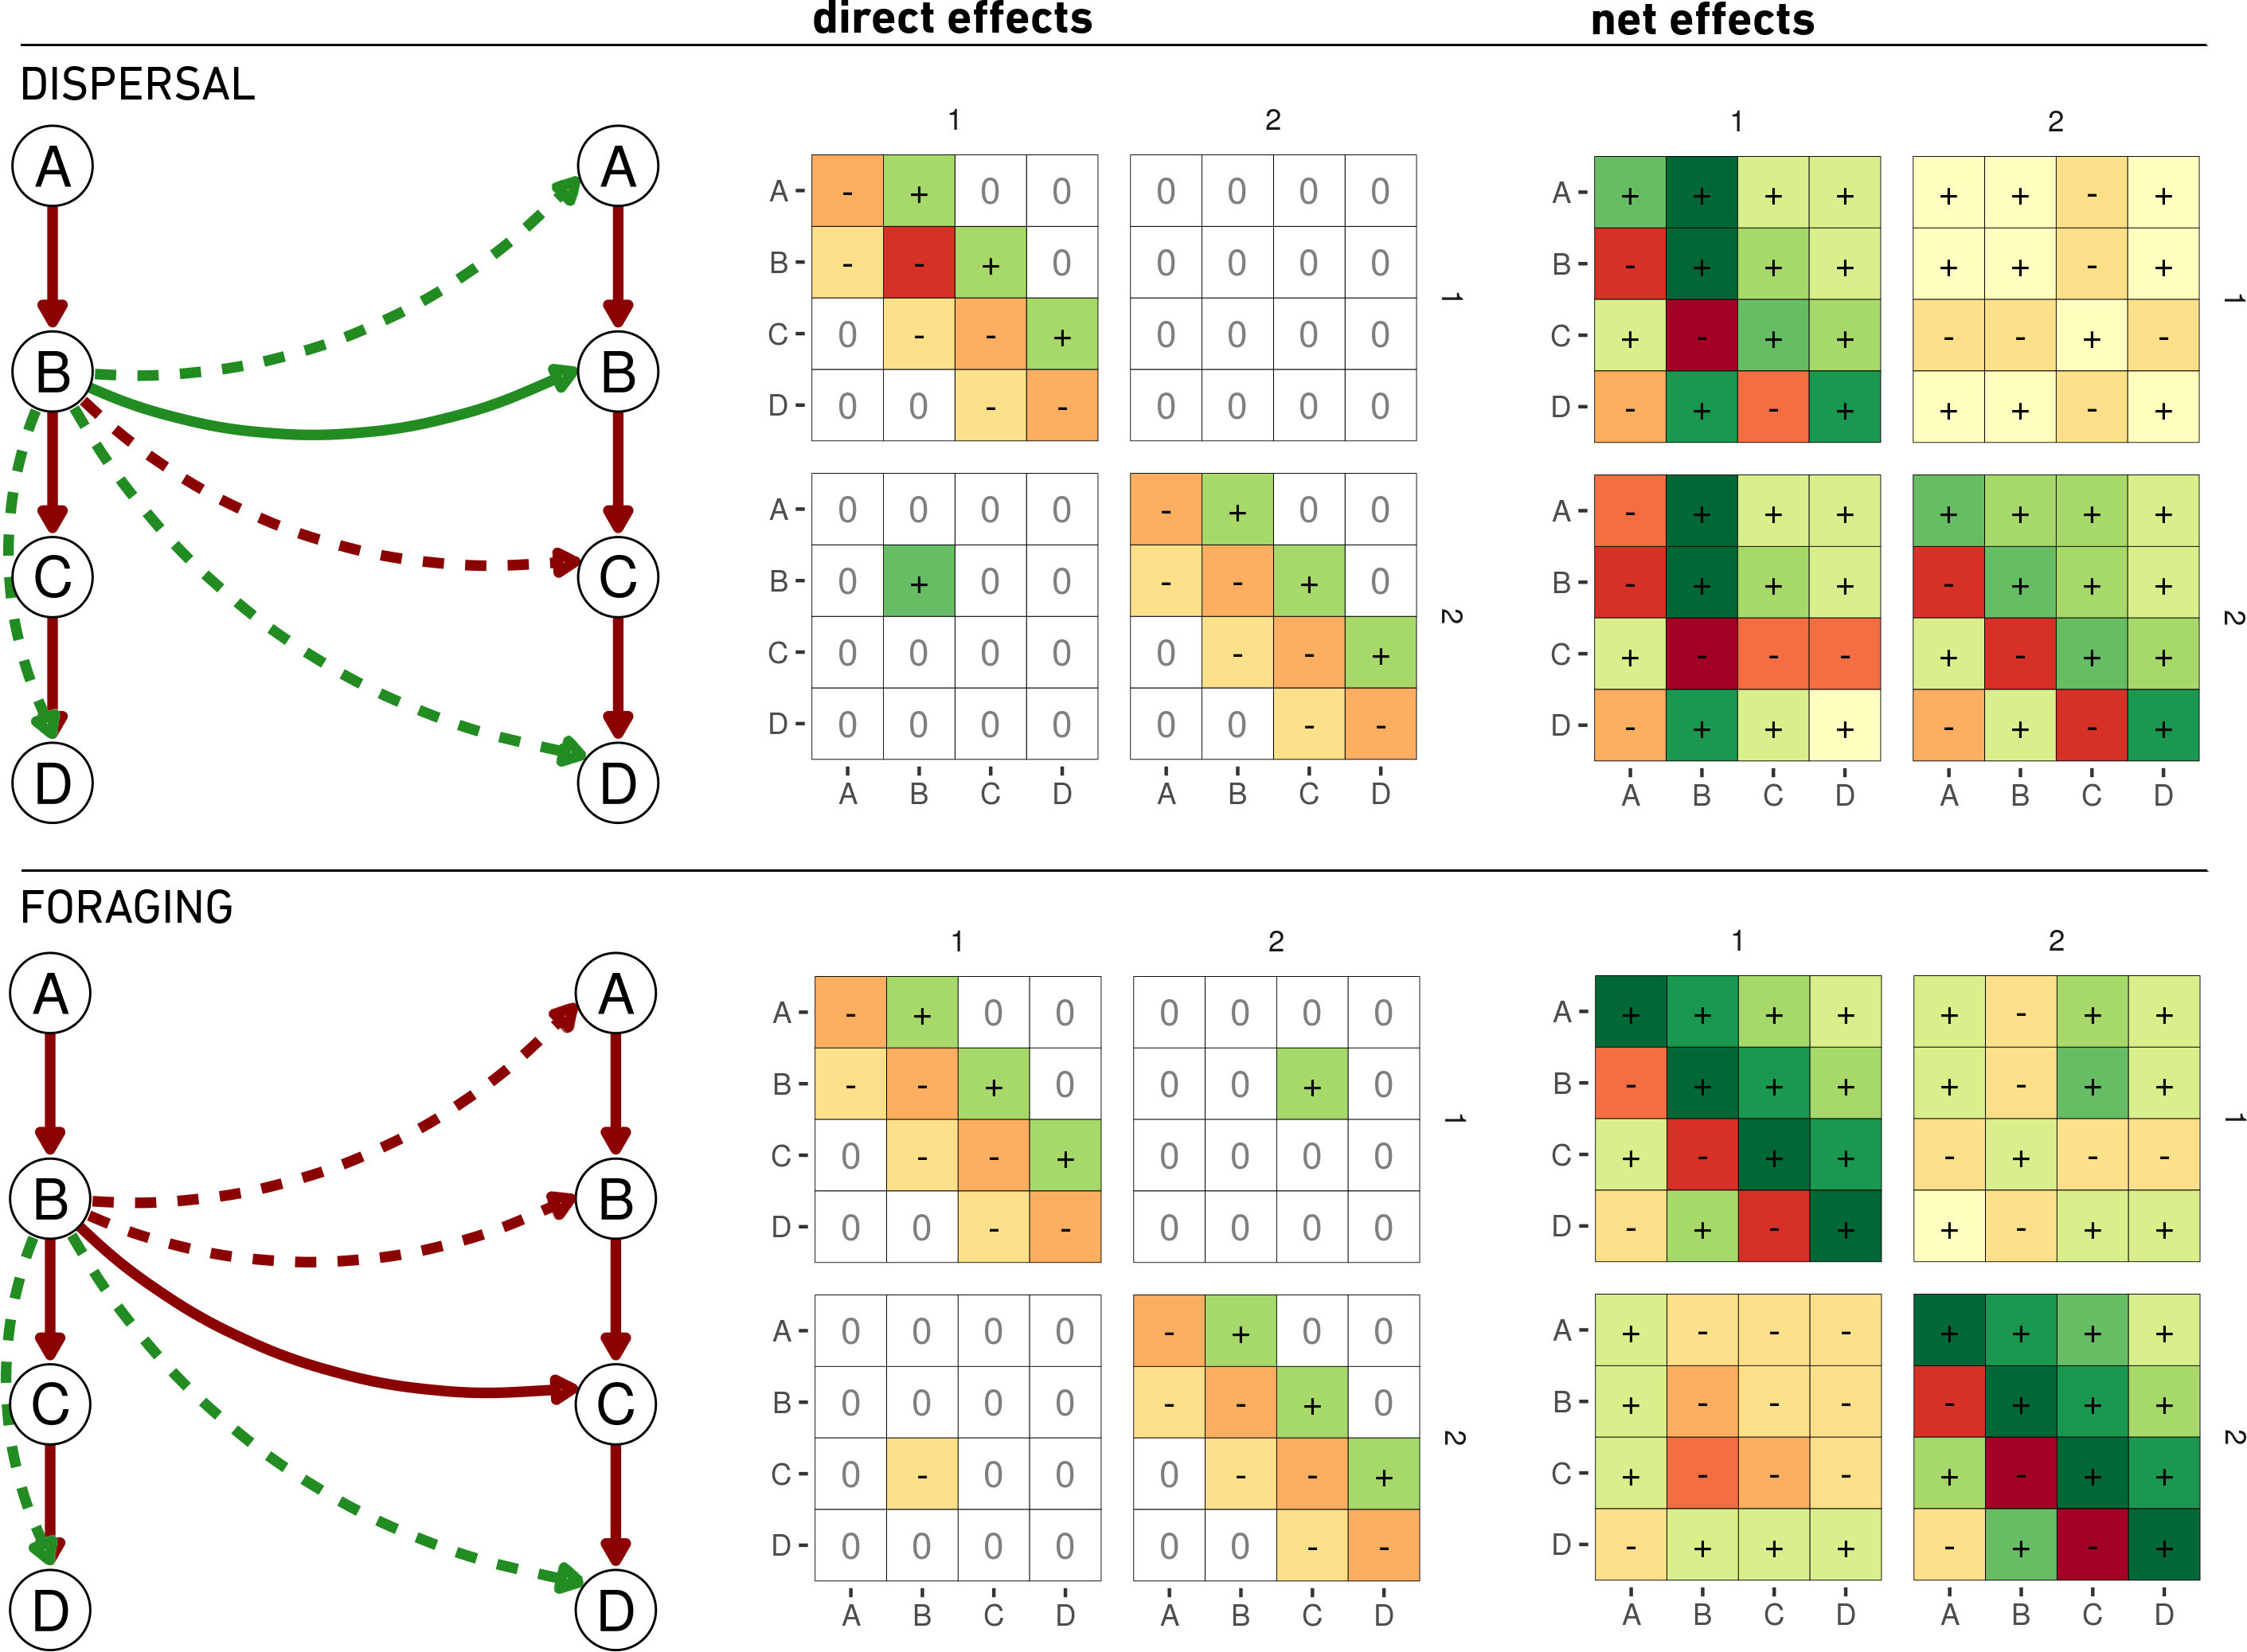 direct effects net effects
DISPERSAL
A A
B B
C C
D D
1 2
A - + 0 0 0 0 0 0
B - - + 0 0 0 0 0 1
C 0 - - + 0 0 0 0
D 0 0 - - 0 0 0 0
A 0 0 0 0 - + 0 0
B 0 + 0 0 - - + 0 2
C 0 0 0 0 0 - - +
D 0 0 0 0 0 0 - -
A B C D A B C D
1 2
A + + + + + + - +
B - + + + + + - + 1
C + - + + - - + -
D - + - + + + - +
A - + + + + + + +
B - + + + - + + + 2
C + - - - + - + +
D - + + + - + - +
A B C D A B C D
FORAGING
A A
B B
C C
D D
1 2
A - + 0 0 0 0 0 0
B - - + 0 0 0 + 0 1
C 0 - - + 0 0 0 0
D 0 0 - - 0 0 0 0
A 0 0 0 0 - + 0 0
B 0 0 0 0 - - + 0 2
C 0 - 0 0 0 - - +
D 0 0 0 0 0 0 - -
A B C D A B C D
1 2
A + + + + + - + +
B - + + + + - + + 1
C + - + + - + - -
D - + - + + - + +
A + - - - + + + +
B + - - - - + + + 2
C + - - - + - + +
D - + + + - + - +
A B C D A B C D